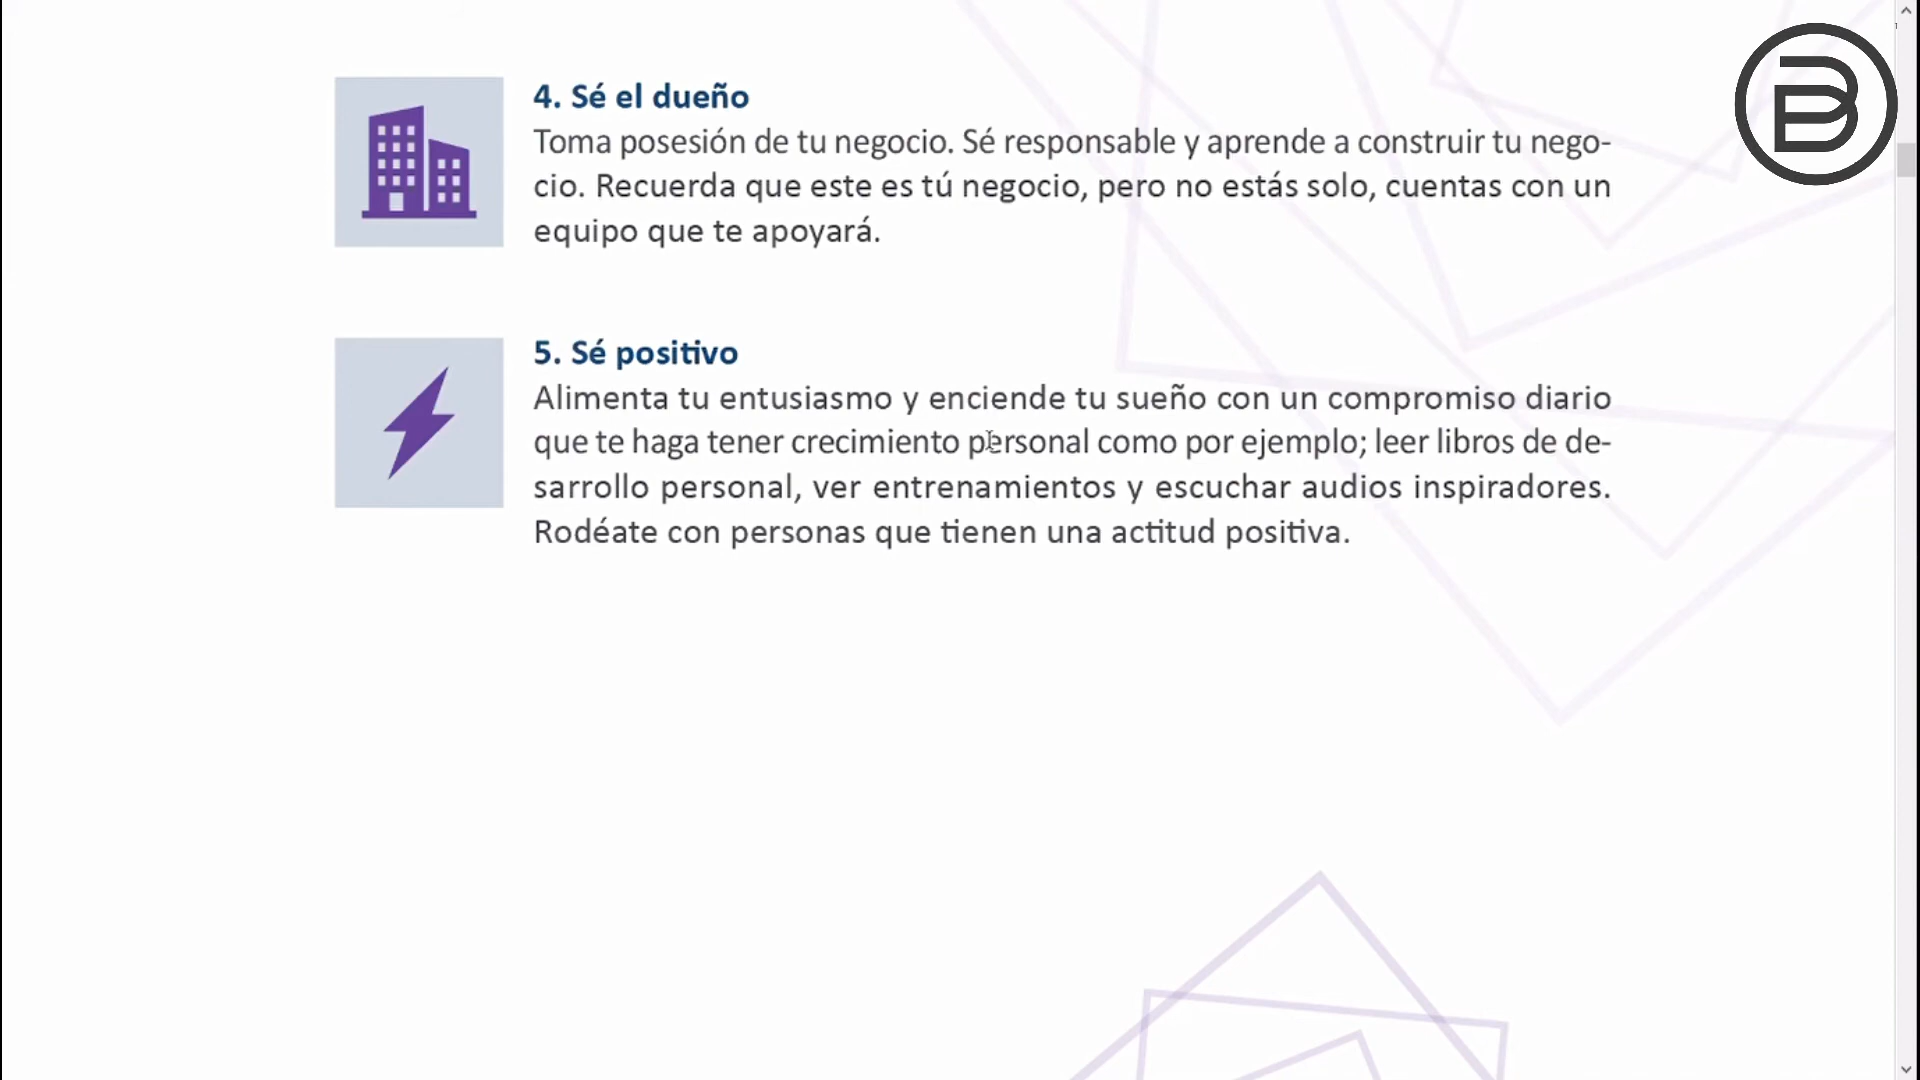 4. Sé el dueño
Toma posesión de tu negocio. Sé responsable y aprende a construir tu nego-
cio. Recuerda que este es tú negocio, pero no estás solo, cuentas con un
equipo que te apoyará.
5. Sé positivo
Alimenta tu entusiasmo y enciende tu sueño con un compromiso diario
que te haga tener crecimiento personal como por ejemplo; leer libros de de-
sarrollo personal, ver entrenamientos y escuchar audios inspiradores.
Rodéate con personas que tienen una actitud positiva.